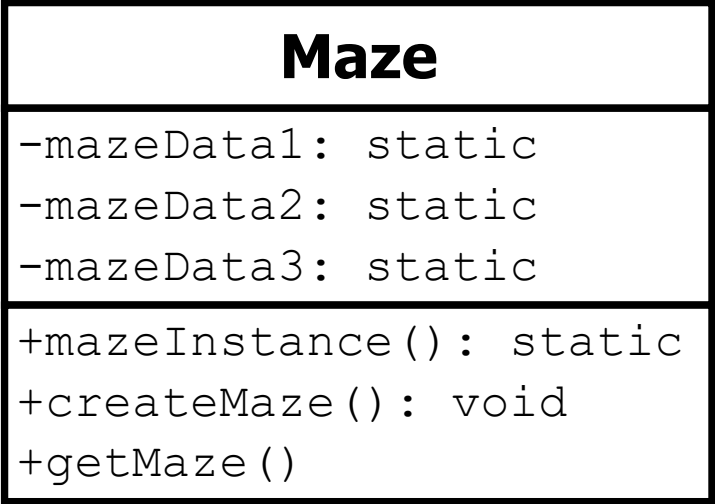 Maze
-mazeData1: static
-mazeData2: static
-mazeData3: static
+mazeInstance(): static
+createMaze(): void
+getMaze()